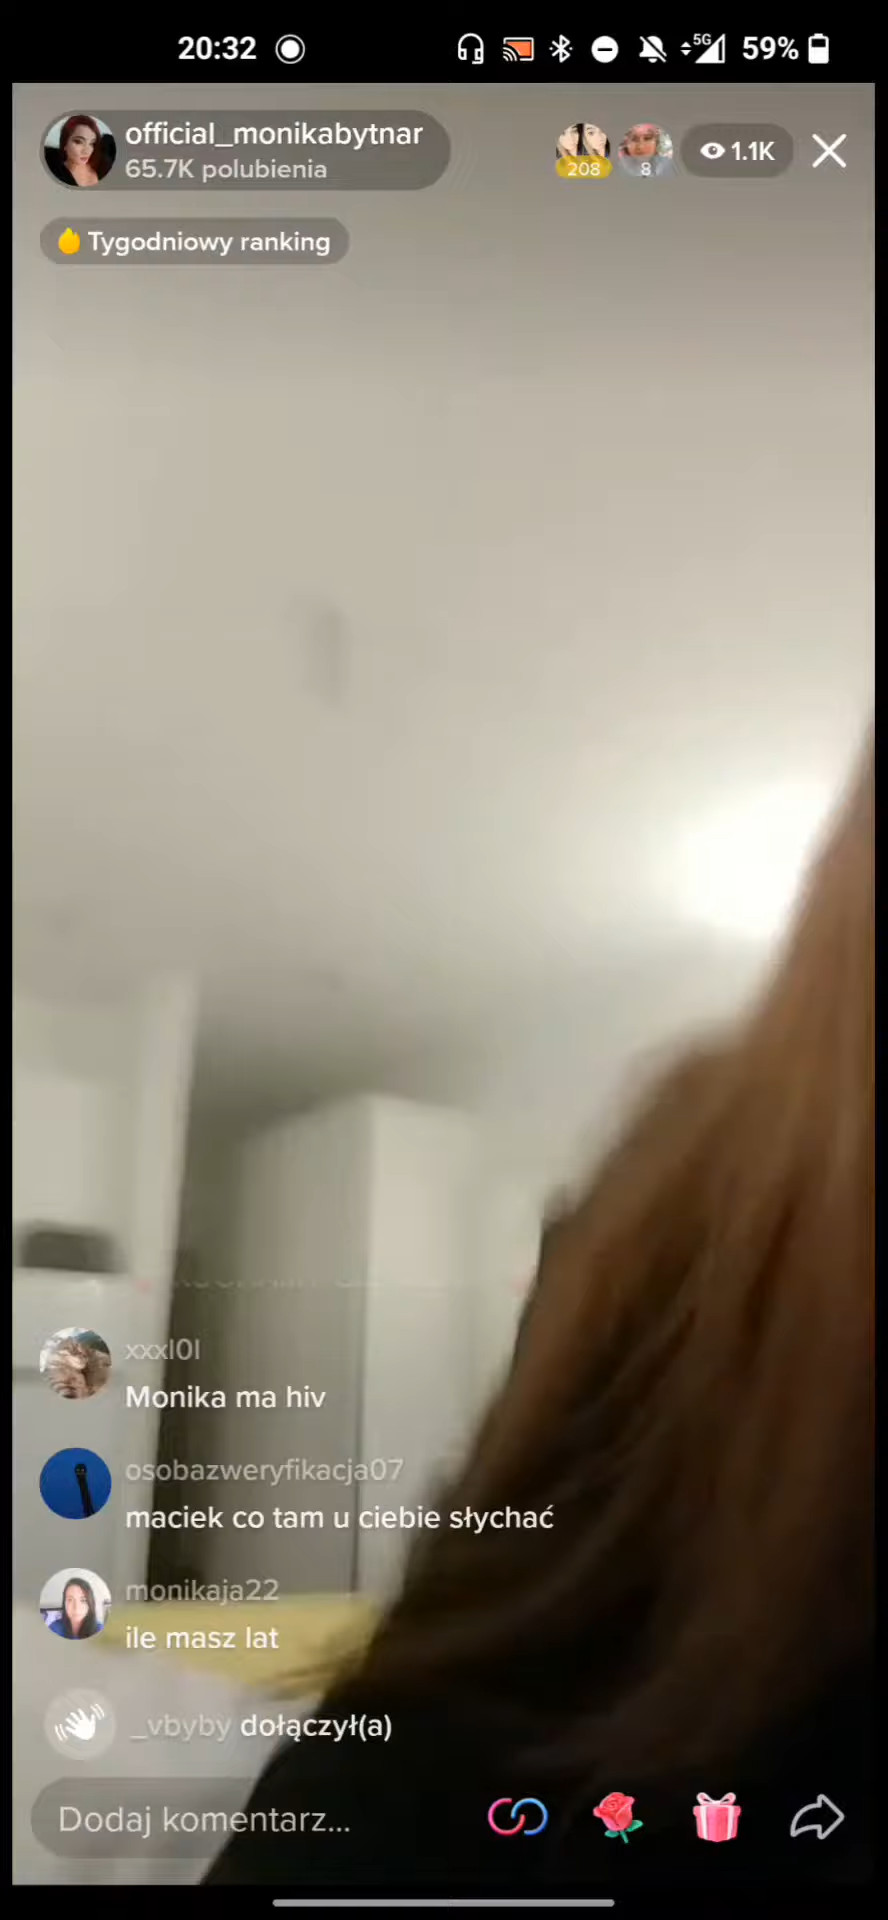 20:32
5G
59%
official_monikabytnar
65.7K polubienia
208
8
1.1K
Tygodniowy ranking
xxxl0l
Monika ma hiv
osobazweryfikacja07
maciek co tam u ciebie słychać
monikaja22
ile masz lat
_vbyby dołączył(a)
Dodaj komentarz...